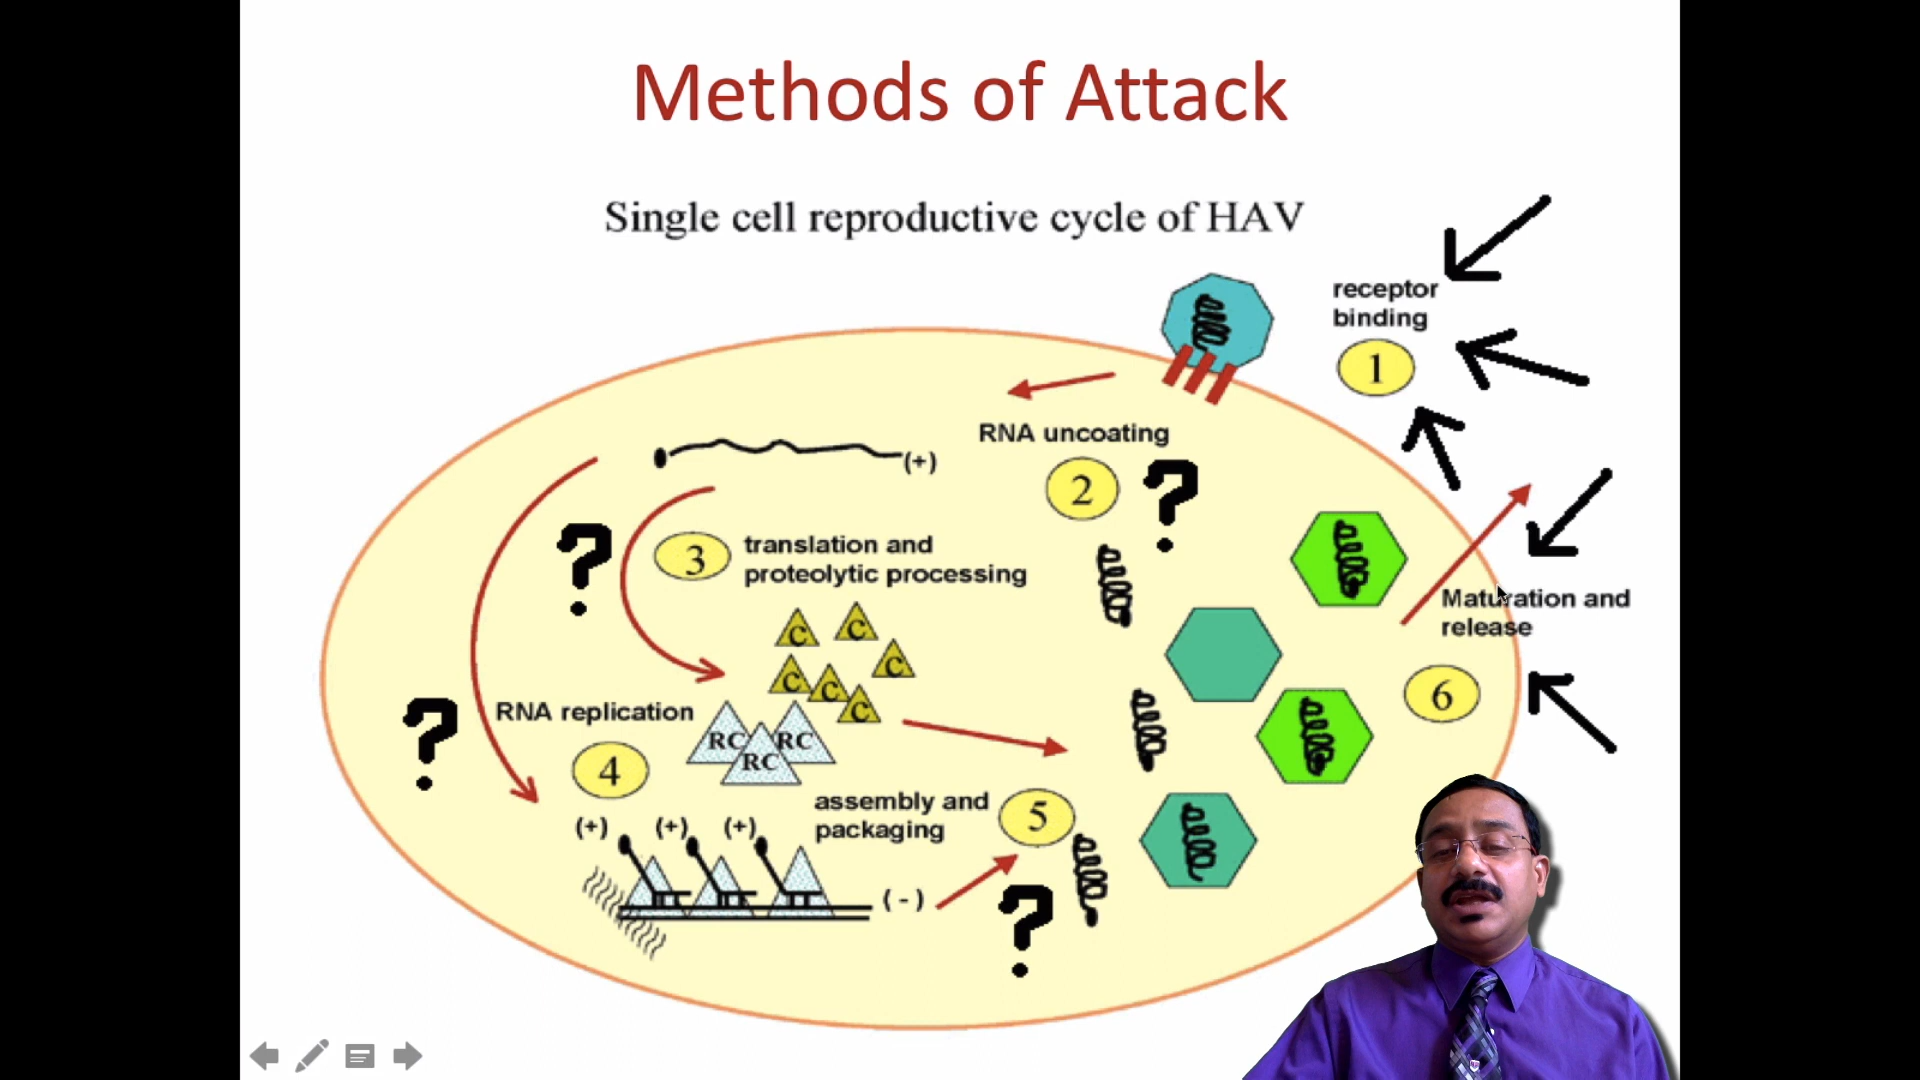 Methods of Attack
Single cell reproductive cycle of HAV
receptor
binding
1
RNA uncoating
2
?
(+)
?
3
translation and
proteolytic processing
C
C
C
C
C
C
Maturation and
release
6
?
RNA replication
4
RC
RC
RC
assembly and
packaging
5
(+)
(+)
(+)
(-)
?